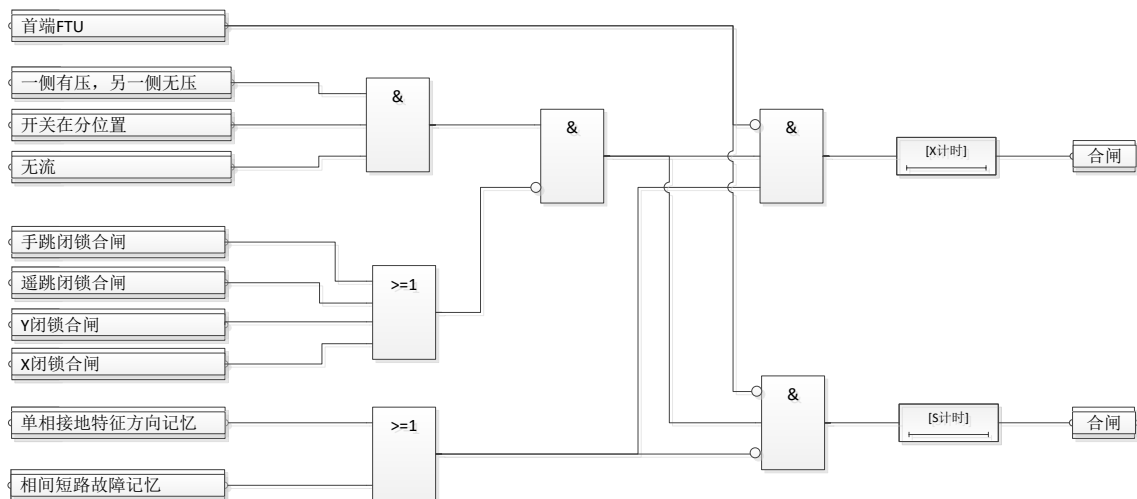 首端FTU
一侧有压，另一侧无压
开关在分位置
无流
&
&
&
[X计时]
合闸
手跳闭锁合闸
遥跳闭锁合闸
Y闭锁合闸
X闭锁合闸
>=1
单相接地特征方向记忆
相间短路故障记忆
>=1
&
[S计时]
合闸